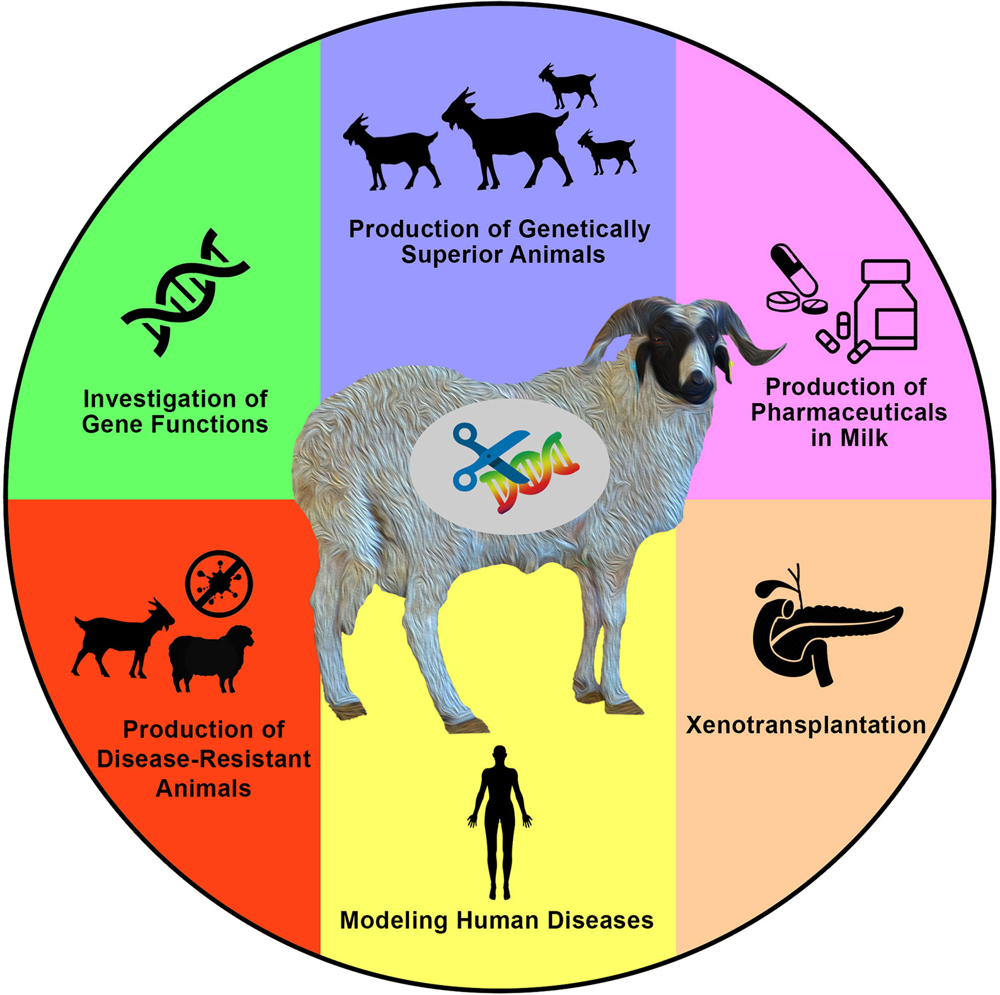 Production of Genetically
Superior Animals
Investigation of
Gene Functions
Production of
Pharmaceuticals
in Milk
Production of
Disease-Resistant
Animals
Xenotransplantation
Modeling Human Diseases